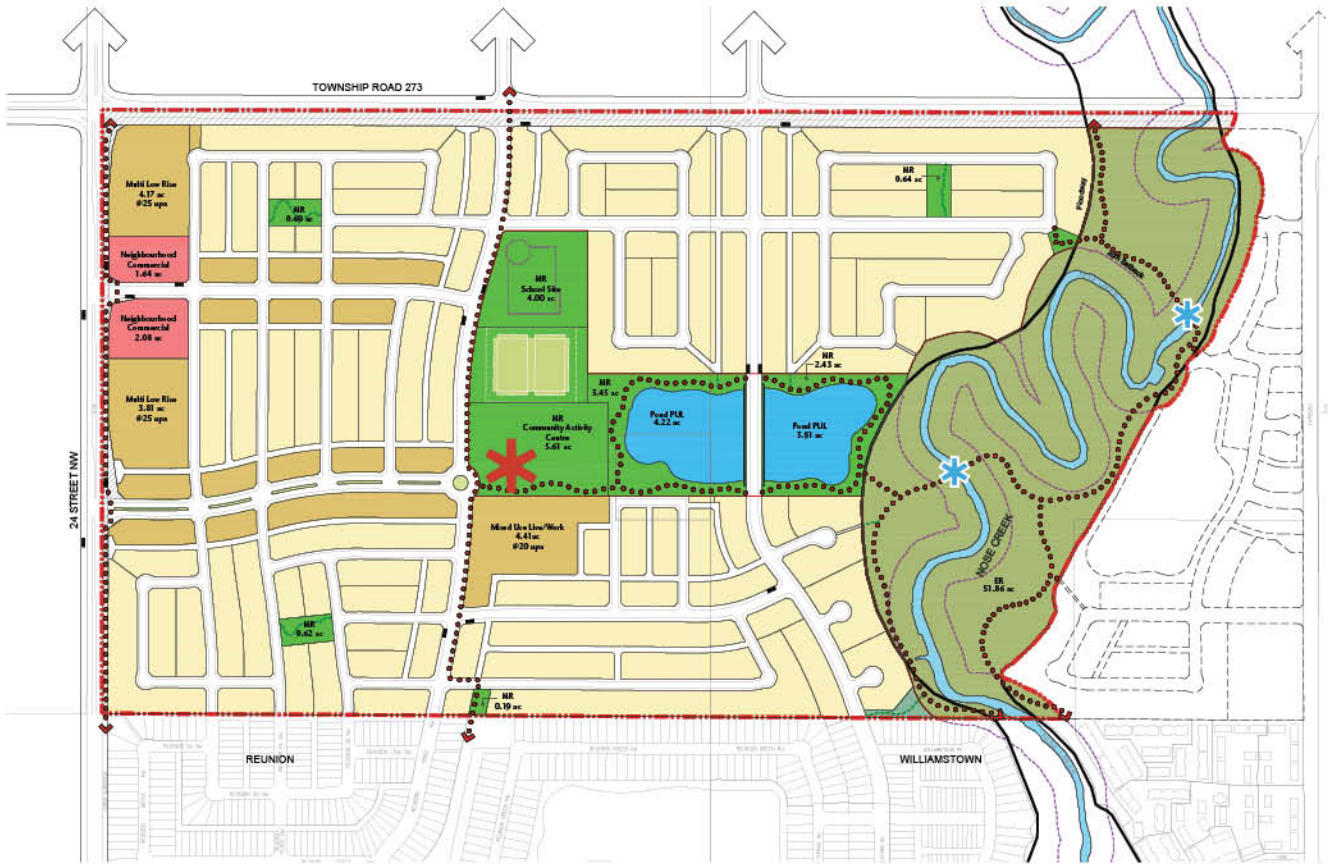 TOWNSHIP ROAD 273
Multi Low Rise
4.17 ac
@25 upa
MR
0.69 ac
MR
0.64 ac
Floodway
Neighbourhood
Commercial
1.64 ac
MR
School Site
4.00 ac
Neighbourhood
Commercial
2.08 ac
MR
2.43 ac
MR
3.45 ac
Multi Low Rise
3.81 ac
@25 upa
MR
Community Activity
Centre
5.61 ac
Pond PUL
4.22 ac
Pond PUL
3.91 ac
24 STREET NW
Mixed Use Live/Work
4.41ac
@20 upa
NOSE CREEK
ER
51.86 ac
MR
0.62 ac
MR
0.19 ac
REUNION
WILLIAMSTOWN